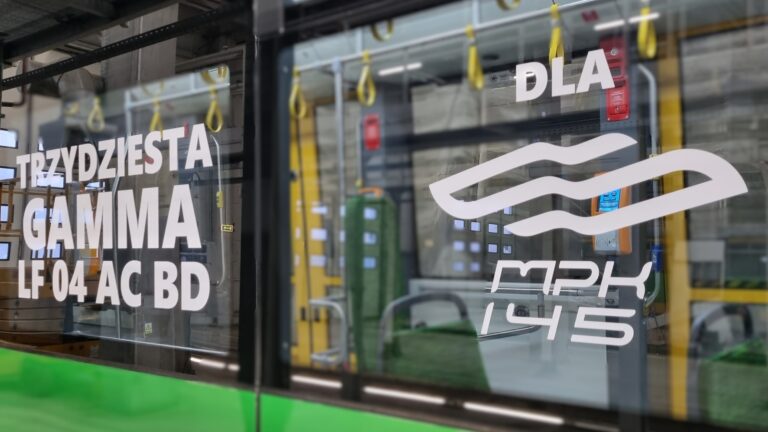 TRZYDZIESTA
GAMMA
LF 04 AC BD
DLA
MPK
145